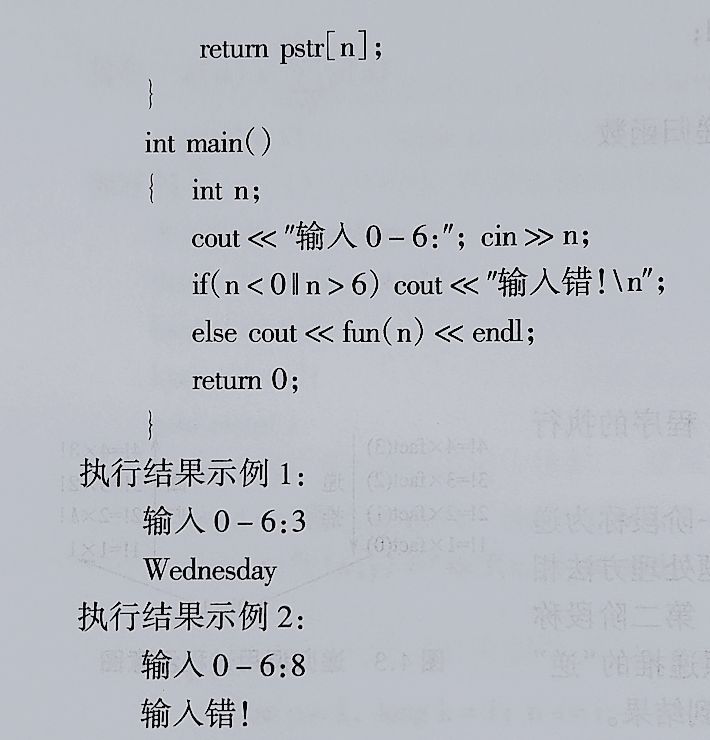 return pstr[n];
}
int main()
{ int n;
cout << "输入 0-6:"; cin >> n;
if(n<0||n>6) cout << "输入错!\n";
else cout << fun(n) << endl;
return 0;
}
执行结果示例 1:
输入 0-6:3
Wednesday
执行结果示例 2:
输入 0-6:8
输入错!